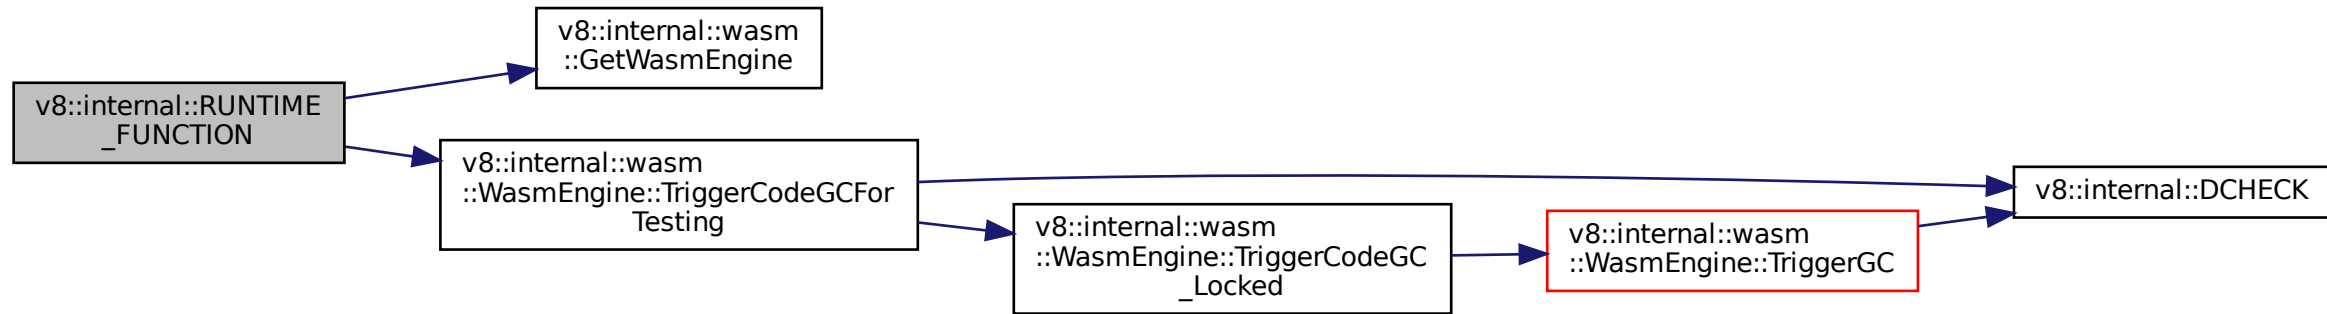 v8::internal::RUNTIME
_FUNCTION
v8::internal::wasm
::GetWasmEngine
v8::internal::wasm
::WasmEngine::TriggerCodeGCFor
Testing
v8::internal::wasm
::WasmEngine::TriggerCodeGC
_Locked
v8::internal::wasm
::WasmEngine::TriggerGC
v8::internal::DCHECK